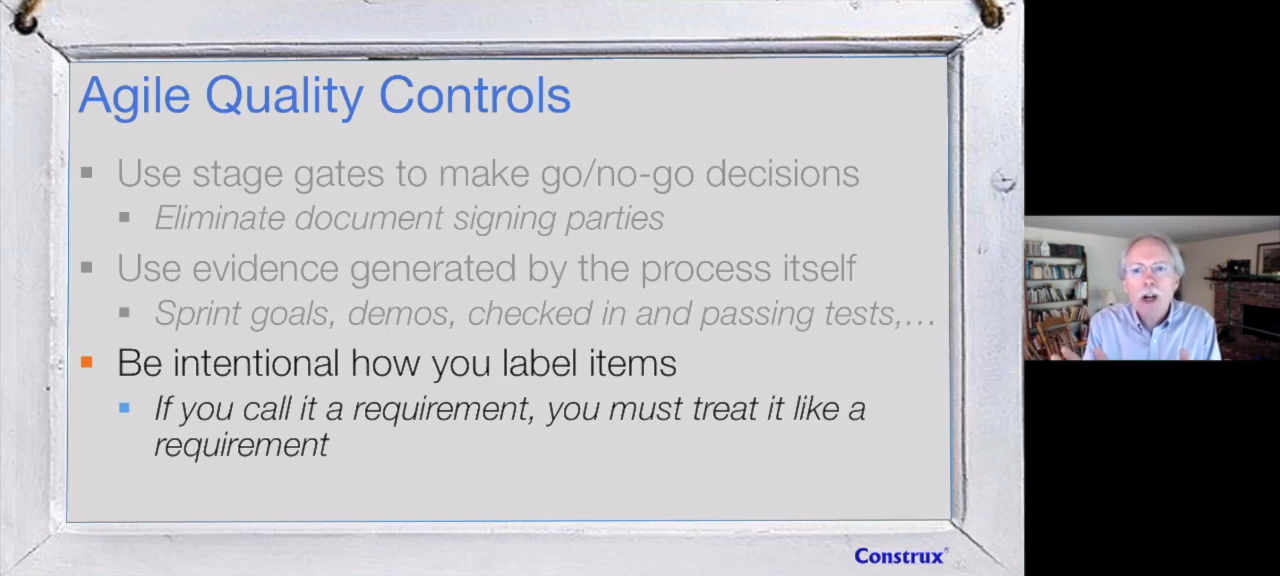 Agile Quality Controls
Use stage gates to make go/no-go decisions
Eliminate document signing parties
Use evidence generated by the process itself
Sprint goals, demos, checked in and passing tests,…
Be intentional how you label items
If you call it a requirement, you must treat it like a
requirement
Construx®